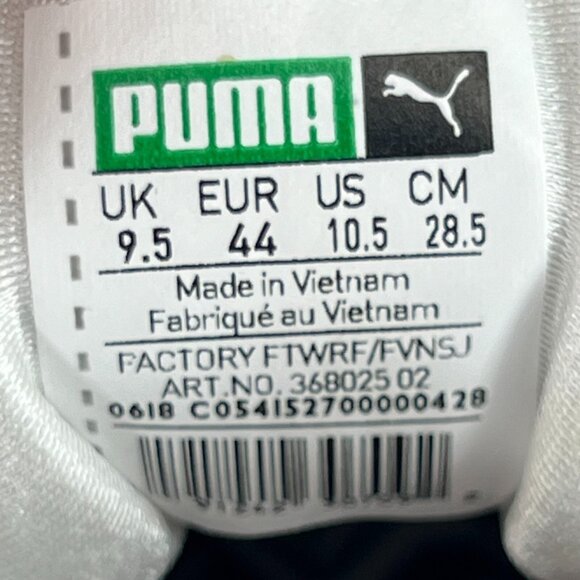 PUMA
UK EUR US CM
9.5 44 10.5 28.5
Made in Vietnam
Fabriqué au Vietnam
FACTORY FTWRF/FVNSJ
ART.NO. 368025 02
0618 C054152700000428